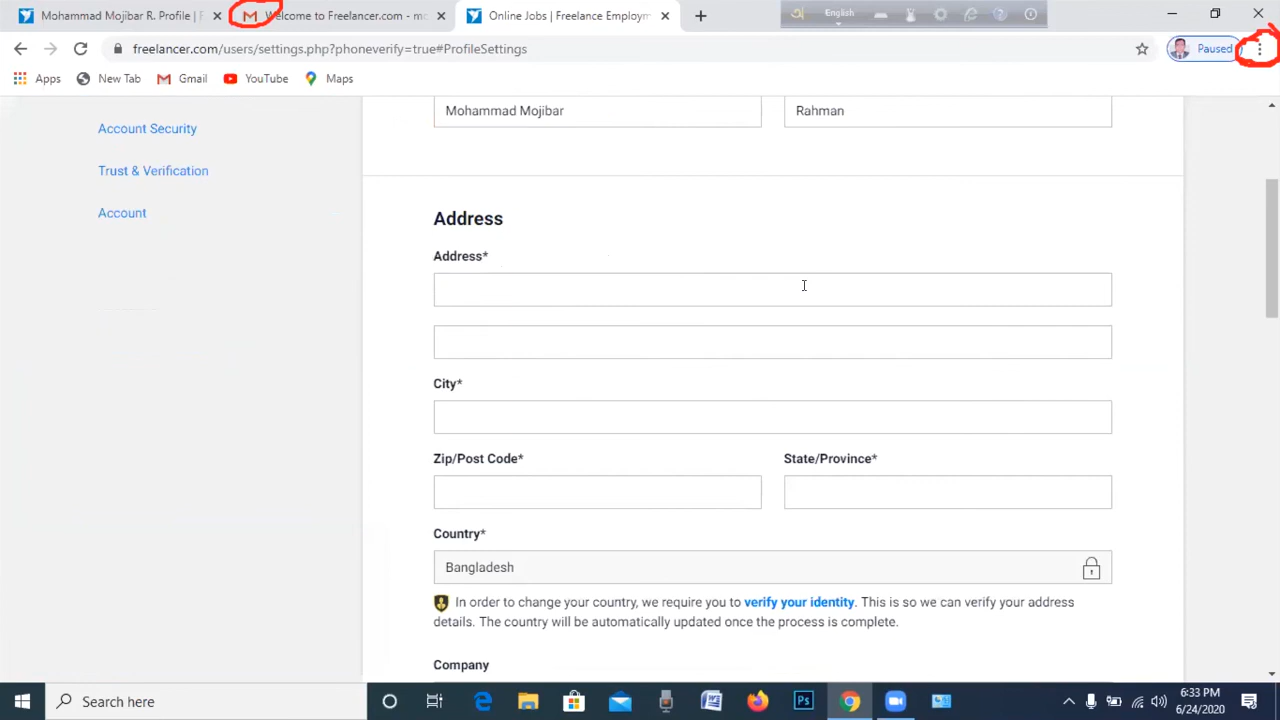 Mohammad Mojibar R. Profile | F
Welcome to Freelancer.com - mo
Online Jobs | Freelance Employm
English
freelancer.com/users/settings.php?phoneverify=true#ProfileSettings
Paused
Apps
New Tab
Gmail
YouTube
Maps
Mohammad Mojibar
Rahman
Account Security
Trust & Verification
Account
Address
Address*
City*
Zip/Post Code*
State/Province*
Country*
Bangladesh
In order to change your country, we require you to verify your identity. This is so we can verify your address
details. The country will be automatically updated once the process is complete.
Company
Search here
6:33 PM
6/24/2020